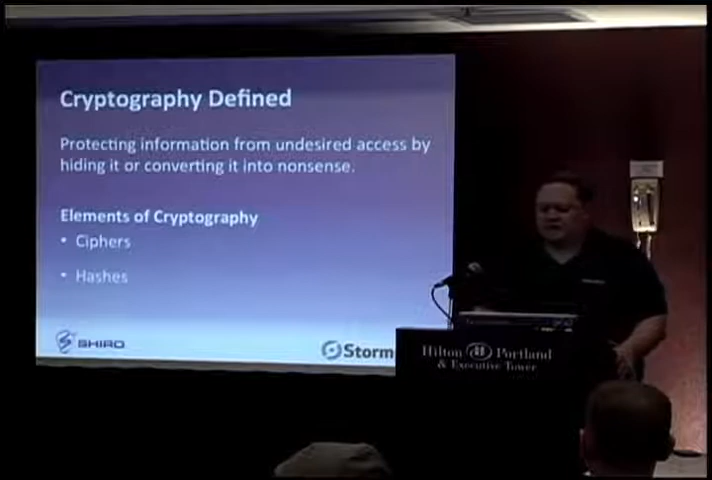 Cryptography Defined
Protecting information from undesired access by
hiding it or converting it into nonsense.
Elements of Cryptography
• Ciphers
• Hashes
SHIRO
Storm
Hilton Portland
& Executive Tower